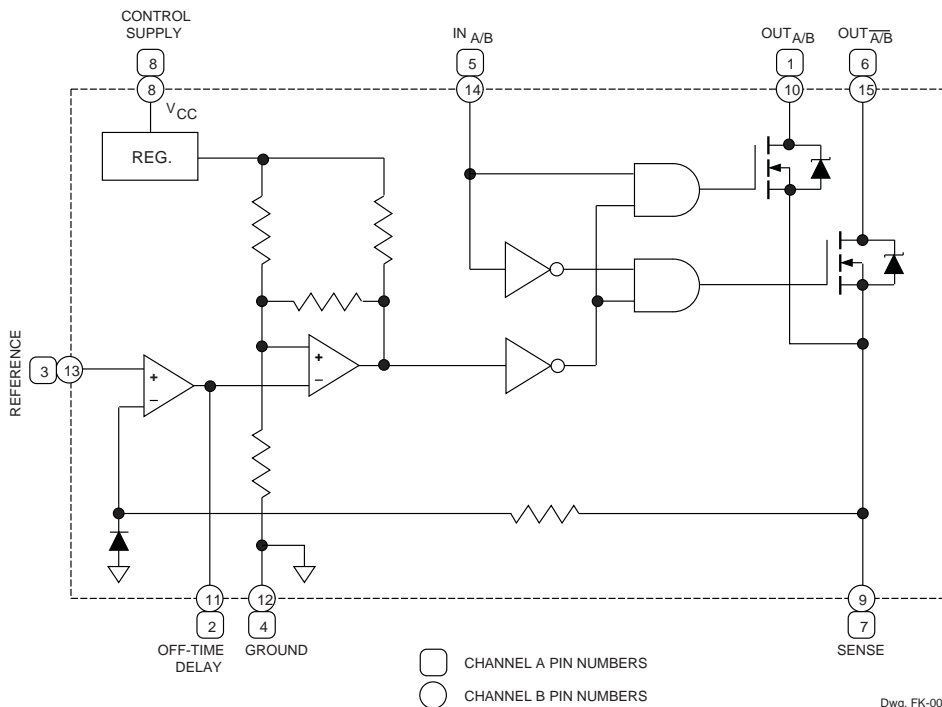 CONTROL
SUPPLY
IN A/B
OUT A/B
OUT A̅/̅B̅
8
5
1
6
8
14
10
15
VCC
REG.
REFERENCE
3
13
+
−
+
−
11
12
9
2
4
7
OFF-TIME
DELAY
GROUND
SENSE
CHANNEL A PIN NUMBERS
CHANNEL B PIN NUMBERS
Dwg. FK-00